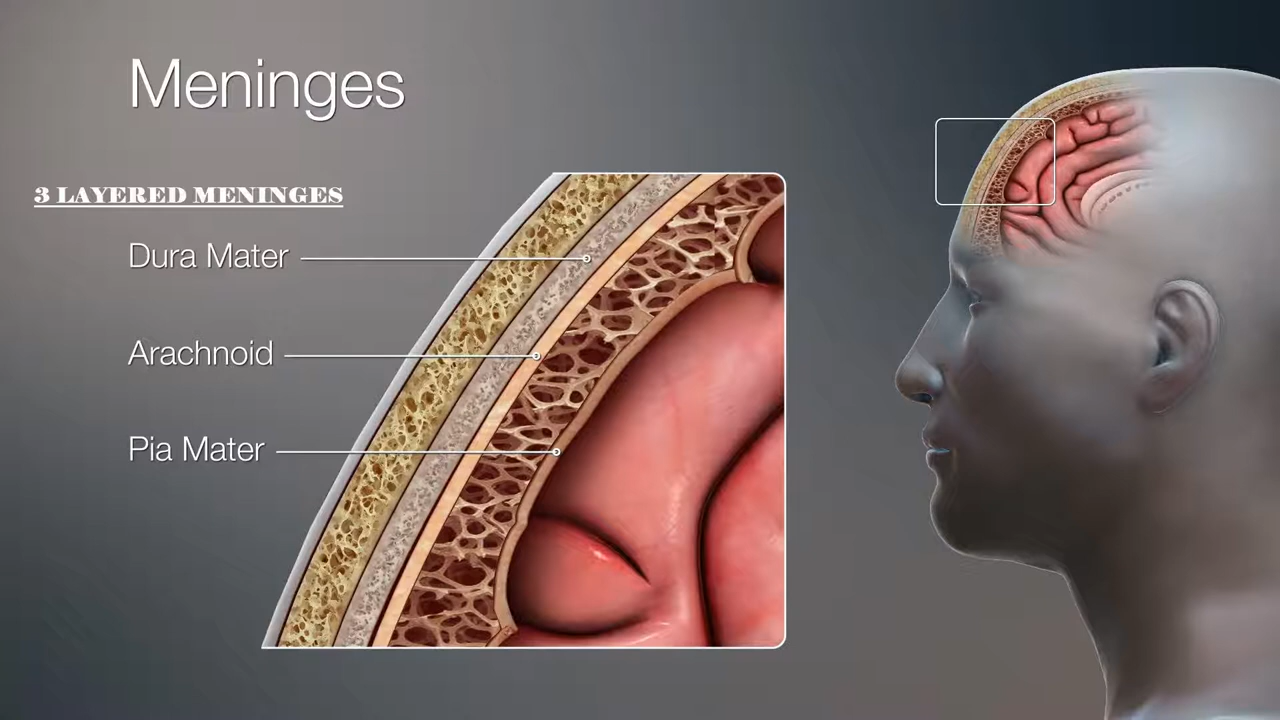 Meninges
3 LAYERED MENINGES
Dura Mater
Arachnoid
Pia Mater